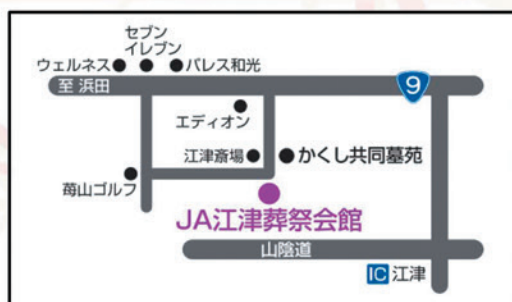 セブン
イレブン
ウェルネス
パレス和光
至 浜田
9
エディオン
江津斎場
かくし共同墓苑
苔山ゴルフ
JA江津葬祭会館
山陰道
IC 江津